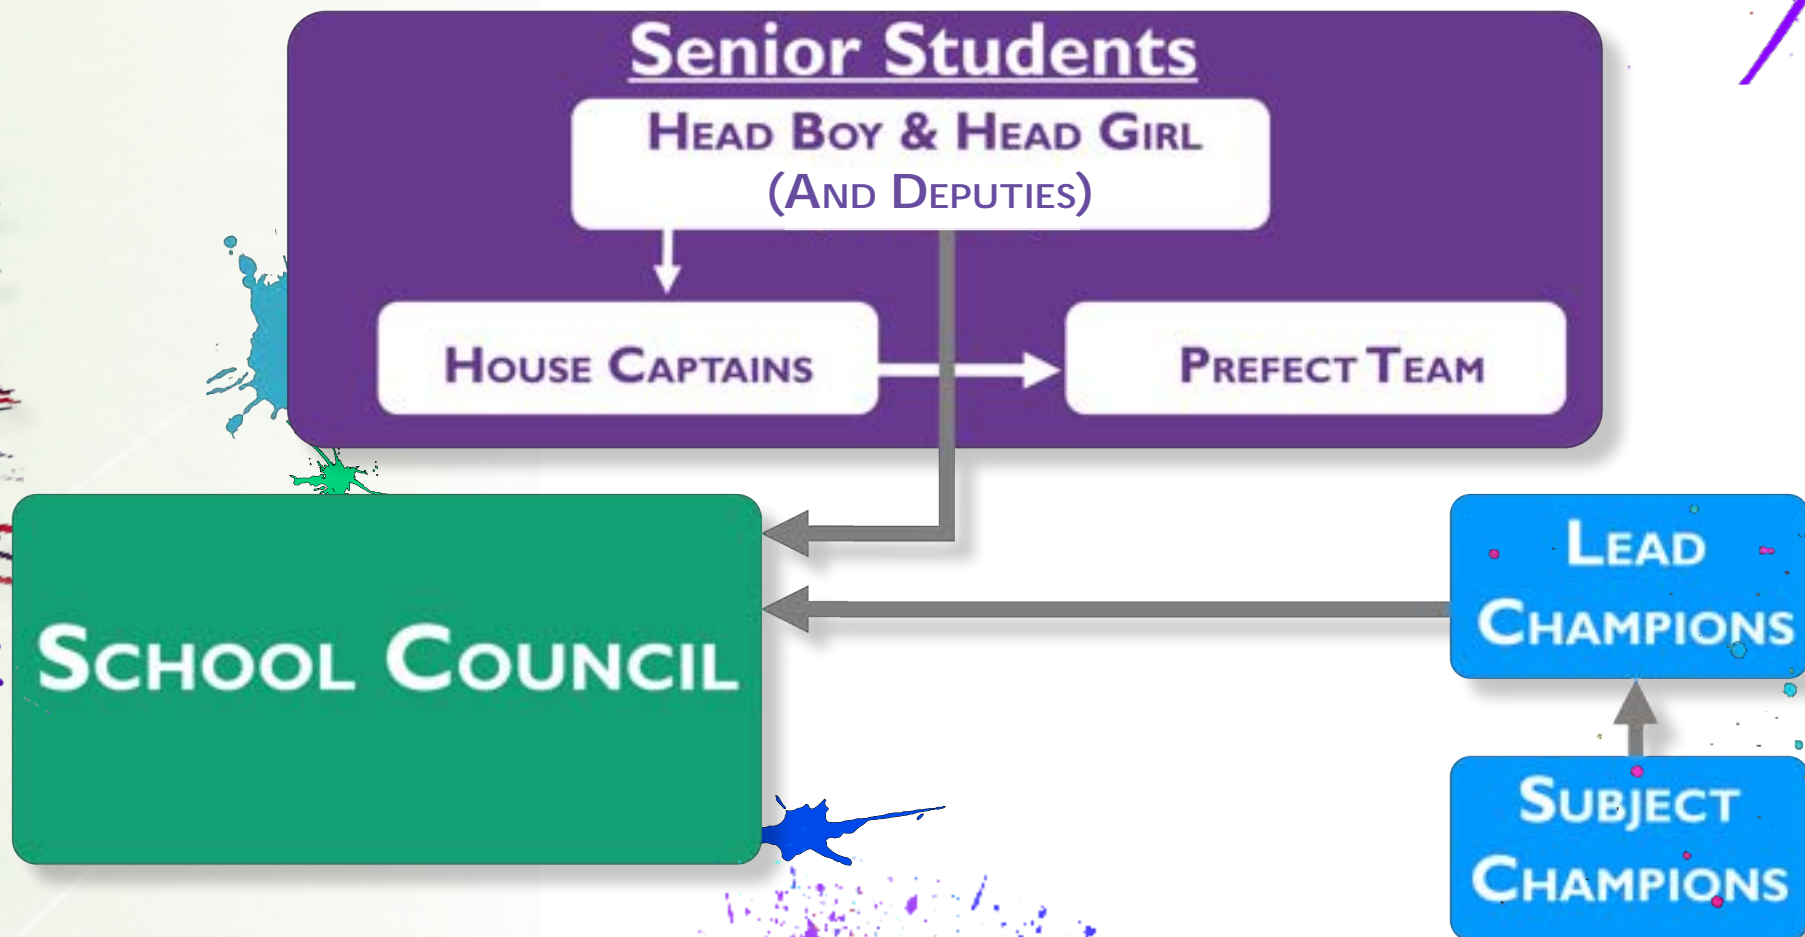 Senior Students
HEAD BOY & HEAD GIRL
(AND DEPUTIES)
HOUSE CAPTAINS
PREFECT TEAM
SCHOOL COUNCIL
LEAD
CHAMPIONS
SUBJECT
CHAMPIONS